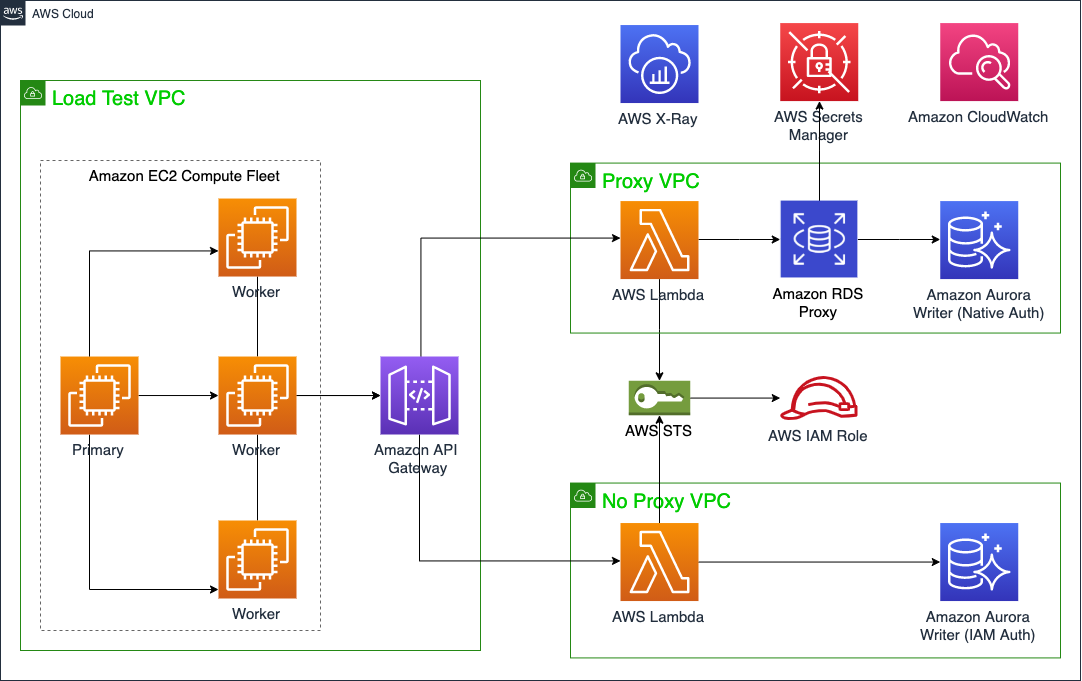 aws
AWS Cloud
Load Test VPC
Amazon EC2 Compute Fleet
Worker
Primary
Worker
Worker
Amazon API
Gateway
</>
AWS X-Ray
AWS Secrets
Manager
Amazon CloudWatch
Proxy VPC
AWS Lambda
Amazon RDS
Proxy
Amazon Aurora
Writer (Native Auth)
AWS STS
AWS IAM Role
No Proxy VPC
AWS Lambda
Amazon Aurora
Writer (IAM Auth)